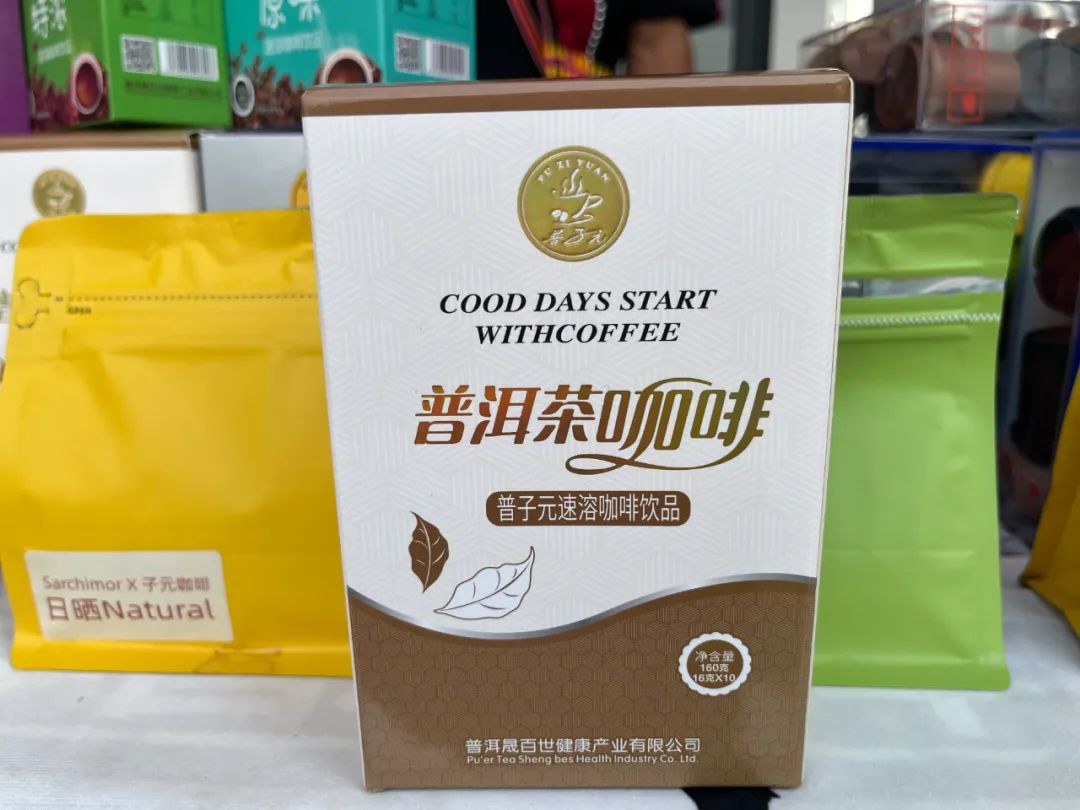 PU ZI YUAN
普子元
COOD DAYS START
WITHCOFFEE
普洱茶咖啡
普子元速溶咖啡饮品
净含量
160克
16克X10
普洱晟百世健康产业有限公司
Pu'er Tea Sheng bes Health Industry Co. Ltd.
OPEN
Sarchimor X 子元咖啡
日晒Natural